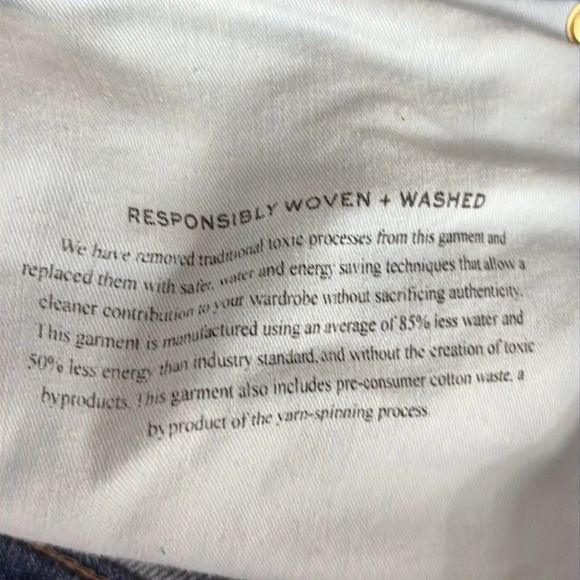 RESPONSIBLY WOVEN + WASHED
We have removed traditional toxic processes from this garment and
replaced them with safer, water and energy saving techniques that allow a
cleaner contribution to your wardrobe without sacrificing authenticity.
This garment is manufactured using an average of 85% less water and
50% less energy than industry standard, and without the creation of toxic
byproducts. This garment also includes pre-consumer cotton waste, a
by product of the yarn-spinning process